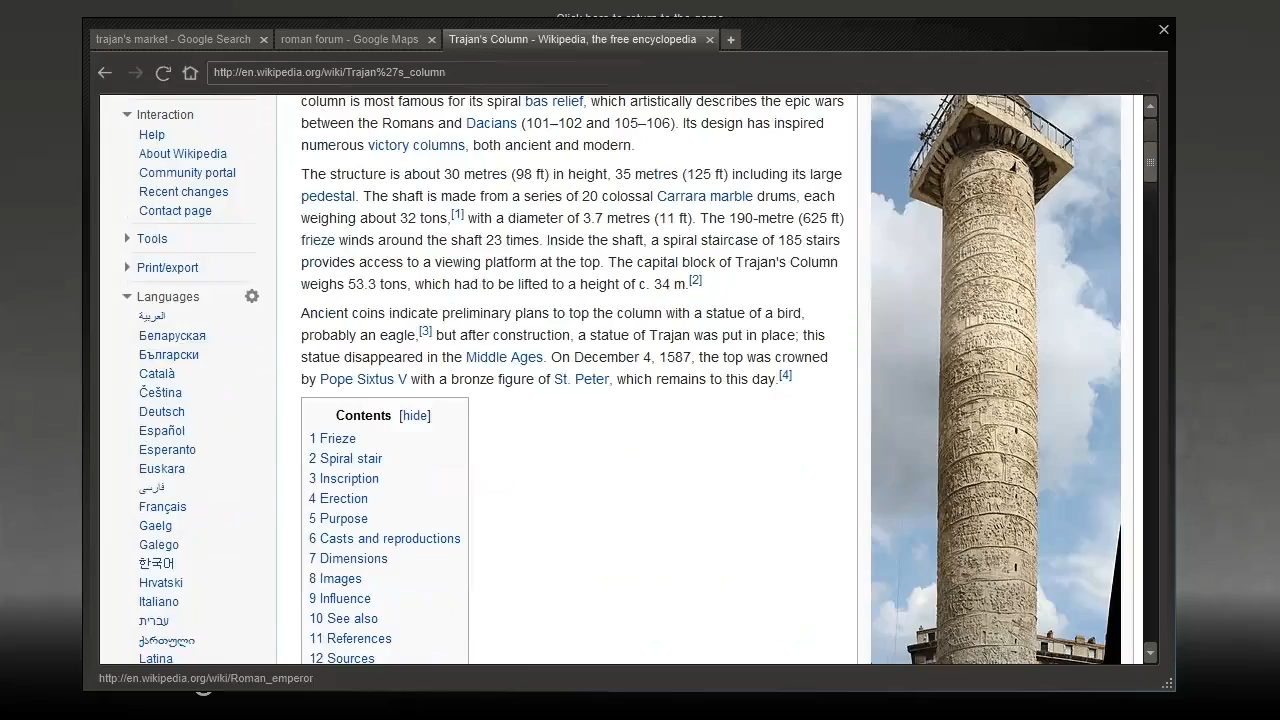 Click here to return to the game
trajan's market - Google Search
roman forum - Google Maps
Trajan's Column - Wikipedia, the free encyclopedia
http://en.wikipedia.org/wiki/Trajan%27s_column
Interaction
Help
About Wikipedia
Community portal
Recent changes
Contact page
Tools
Print/export
Languages
العربية
Беларуская
Български
Català
Čeština
Deutsch
Español
Esperanto
Euskara
فارسی
Français
Gaelg
Galego
한국어
Hrvatski
Italiano
עברית
ქართული
Latina
column is most famous for its spiral bas relief, which artistically describes the epic wars
between the Romans and Dacians (101–102 and 105–106). Its design has inspired
numerous victory columns, both ancient and modern.
The structure is about 30 metres (98 ft) in height, 35 metres (125 ft) including its large
pedestal. The shaft is made from a series of 20 colossal Carrara marble drums, each
weighing about 32 tons,[1] with a diameter of 3.7 metres (11 ft). The 190-metre (625 ft)
frieze winds around the shaft 23 times. Inside the shaft, a spiral staircase of 185 stairs
provides access to a viewing platform at the top. The capital block of Trajan's Column
weighs 53.3 tons, which had to be lifted to a height of c. 34 m.[2]
Ancient coins indicate preliminary plans to top the column with a statue of a bird,
probably an eagle,[3] but after construction, a statue of Trajan was put in place; this
statue disappeared in the Middle Ages. On December 4, 1587, the top was crowned
by Pope Sixtus V with a bronze figure of St. Peter, which remains to this day.[4]
Contents [hide]
1 Frieze
2 Spiral stair
3 Inscription
4 Erection
5 Purpose
6 Casts and reproductions
7 Dimensions
8 Images
9 Influence
10 See also
11 References
12 Sources
http://en.wikipedia.org/wiki/Roman_emperor